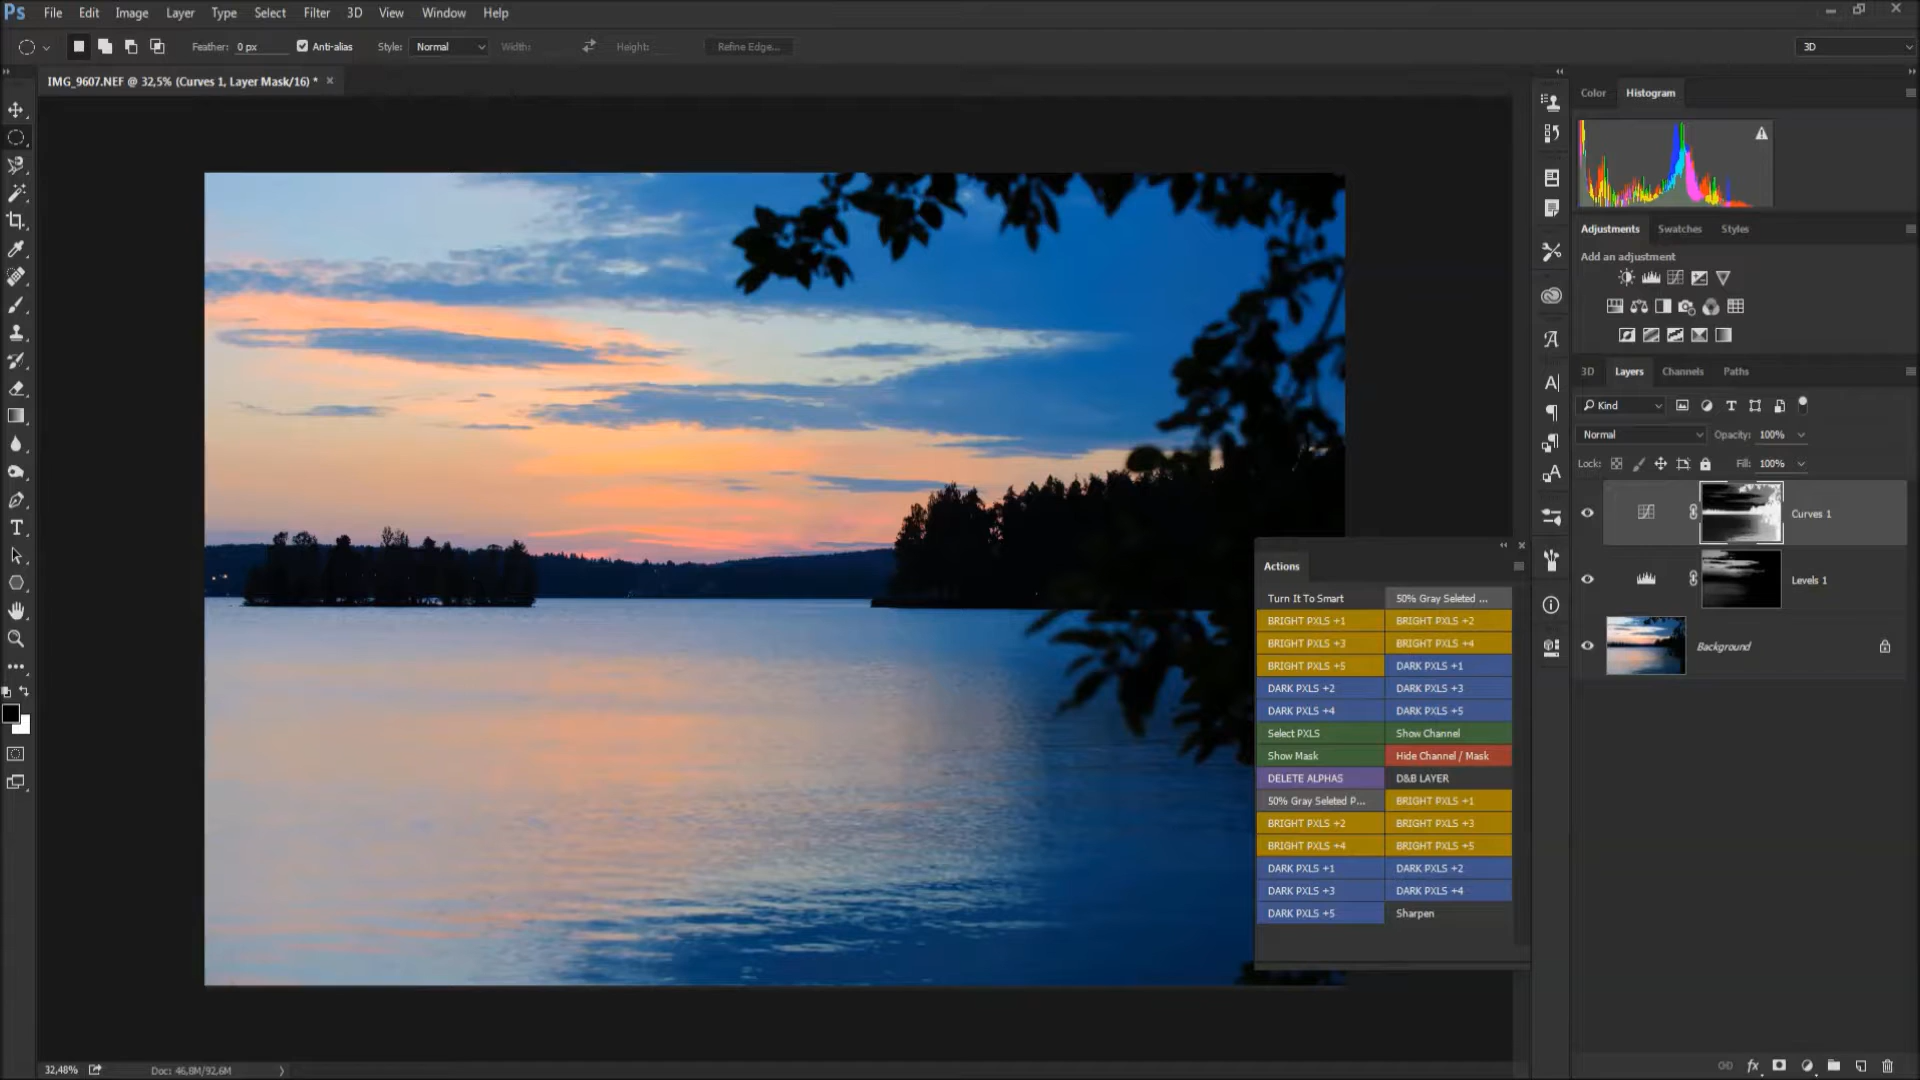 Ps File Edit Image Layer Type Select Filter 3D View Window Help
Feather: 0 px Anti-alias Style: Normal Width: Height: Refine Edge... 3D
IMG_9607.NEF @ 32,5% (Curves 1, Layer Mask/16) * ×
Color Histogram
Adjustments Swatches Styles
Add an adjustment
3D Layers Channels Paths
Kind
Normal Opacity: 100%
Lock: Fill: 100%
Curves 1
Levels 1
Background
Actions
Turn It To Smart 50% Gray Seleted ...
BRIGHT PXLS +1 BRIGHT PXLS +2
BRIGHT PXLS +3 BRIGHT PXLS +4
BRIGHT PXLS +5 DARK PXLS +1
DARK PXLS +2 DARK PXLS +3
DARK PXLS +4 DARK PXLS +5
Select PXLS Show Channel
Show Mask Hide Channel / Mask
DELETE ALPHAS D&B LAYER
50% Gray Seleted P... BRIGHT PXLS +1
BRIGHT PXLS +2 BRIGHT PXLS +3
BRIGHT PXLS +4 BRIGHT PXLS +5
DARK PXLS +1 DARK PXLS +2
DARK PXLS +3 DARK PXLS +4
DARK PXLS +5 Sharpen
32,48% Doc: 46,8M/92,6M